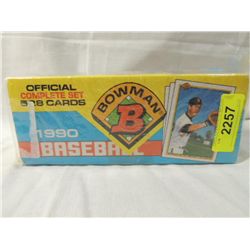 OFFICIAL
COMPLETE SET
528 CARDS
BOWMAN
B
1990
BASEBALL
2257